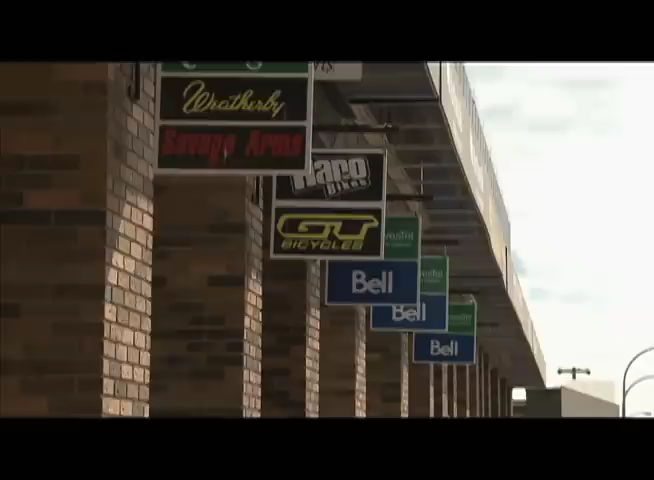 Weatherby
Savage Arms
Haro
BIKES
GT
BICYCLES
Bell
Bell
Bell